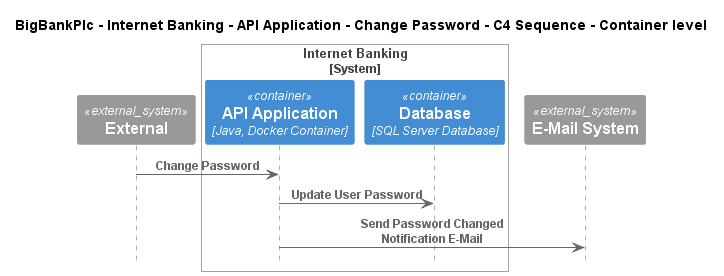 BigBankPlc - Internet Banking - API Application - Change Password - C4 Sequence - Container level
Internet Banking
[System]
«external_system»
External
«container»
API Application
[Java, Docker Container]
«container»
Database
[SQL Server Database]
«external_system»
E-Mail System
Change Password
Update User Password
Send Password Changed
Notification E-Mail